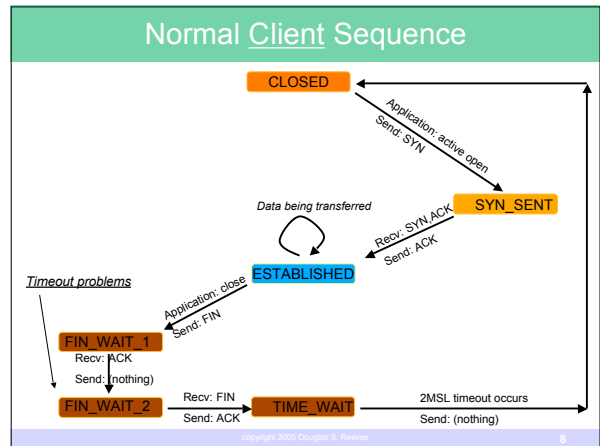 Normal Client Sequence
CLOSED
Application: active open
Send: SYN
SYN_SENT
Data being transferred
Recv: SYN,ACK
Send: ACK
ESTABLISHED
Timeout problems
Application: close
Send: FIN
FIN_WAIT_1
Recv: ACK
Send: (nothing)
FIN_WAIT_2
Recv: FIN
Send: ACK
TIME_WAIT
2MSL timeout occurs
Send: (nothing)
copyright 2005 Douglas S. Reeves
8